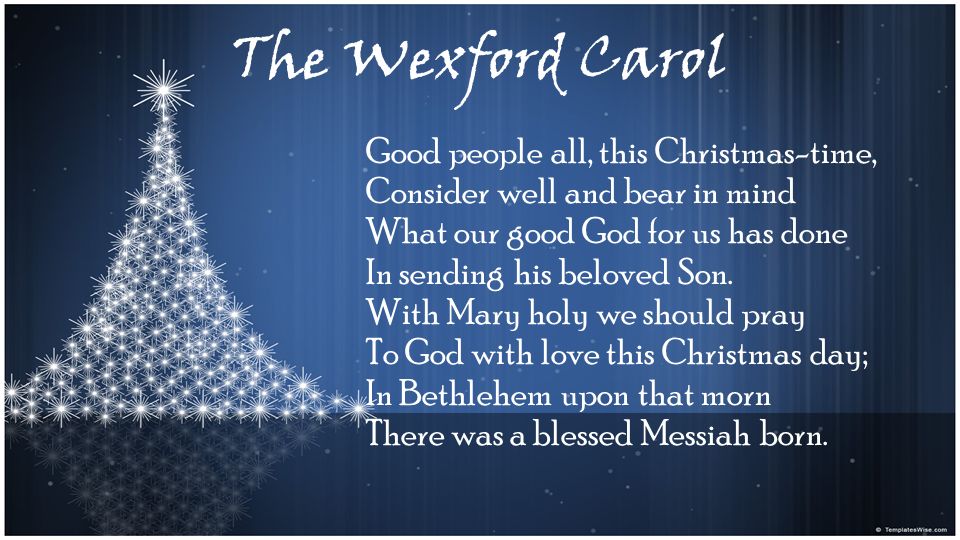 The Wexford Carol
Good people all, this Christmas-time,
Consider well and bear in mind
What our good God for us has done
In sending his beloved Son.
With Mary holy we should pray
To God with love this Christmas day;
In Bethlehem upon that morn
There was a blessed Messiah born.
© TemplatesWise.com